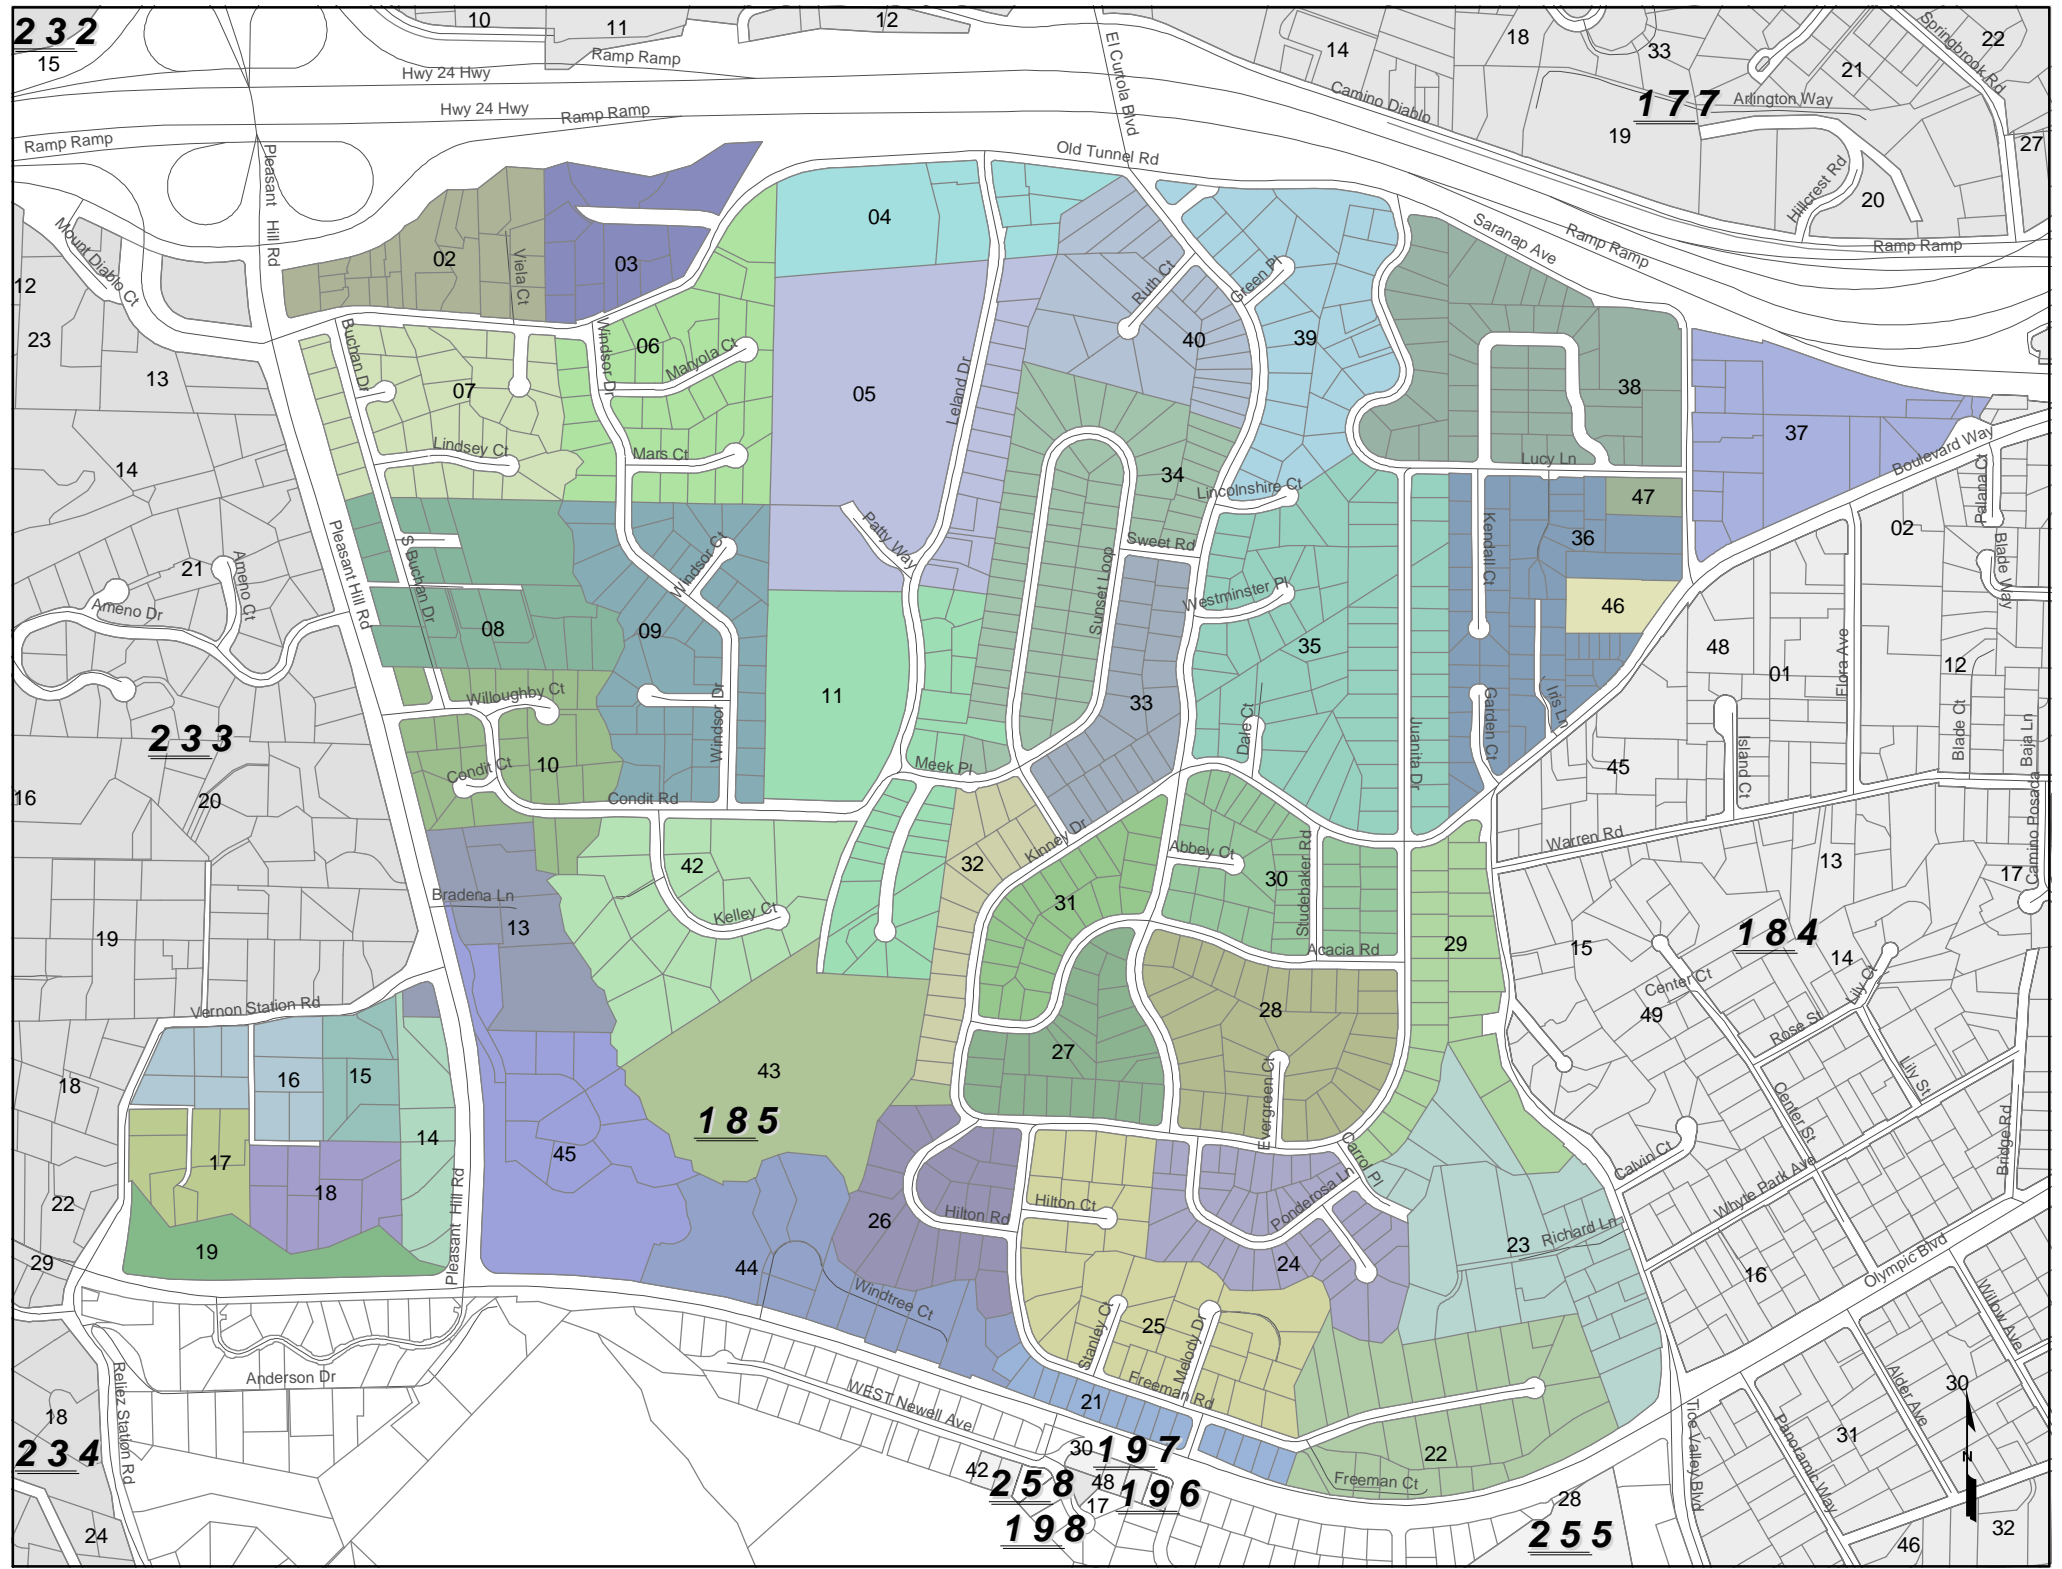 232
15
10
11
12
14
18
33
21
22
Springbrook Rd
Ramp Ramp
Hwy 24 Hwy
Hwy 24 Hwy
Ramp Ramp
Ramp Ramp
El Curtola Blvd
Camino Diablo
177
Arlington Way
19
27
Hillcrest Rd
20
Ramp Ramp
Pleasant Hill Rd
Old Tunnel Rd
Saranap Ave
Ramp Ramp
Mount Diablo Ct
12
23
13
14
02
Viela Ct
03
04
Ruth Ct
Green Pl
40
39
38
37
Boulevard Way
Buchan Dr
07
Windsor Dr
06
Maryola Ct
05
Leland Dr
Lindsey Ct
Mars Ct
34
Lincolnshire Ct
Lucy Ln
47
Palana Ct
02
Pleasant Hill Rd
S Buchan Dr
Windsor Ct
Patty Way
Sweet Rd
Sunset Loop
Kendall Ct
36
Blade Way
21
Ameno Ct
Ameno Dr
08
09
Westminster Pl
46
35
48
01
Flora Ave
12
11
33
Willoughby Ct
Windsor Dr
Dale Ct
Juanita Dr
Garden Ct
Iris Ln
233
10
Condit Ct
Condit Rd
Meek Pl
45
Island Ct
Blade Ct
Baja Ln
16
20
Kinney Dr
Warren Rd
Camino Posada
42
32
Abbey Ct
30
Studebaker Rd
13
17
Bradena Ln
13
Kelley Ct
31
Acacia Rd
29
15
184
14
19
Vernon Station Rd
Center Ct
49
Lily Ct
Rose St
28
27
43
185
18
16
15
14
17
18
45
Evergreen Ct
Carrol Pl
Center St
Lily St
Calvin Ct
Whyte Park Ave
Bridge Rd
22
19
29
Pleasant Hill Rd
44
26
Hilton Rd
Hilton Ct
Ponderosa Ln
24
23
Richard Ln
16
Olympic Blvd
Willow Ave
Windtree Ct
Stanley Ct
25
Melody Dr
Freeman Rd
21
Anderson Dr
Reliez Station Rd
WEST Newell Ave
18
234
24
30
197
42
258
48
196
17
198
22
Freeman Ct
28
255
Tice Valley Blvd
Panoramic Way
31
Alder Ave
30
N
46
32